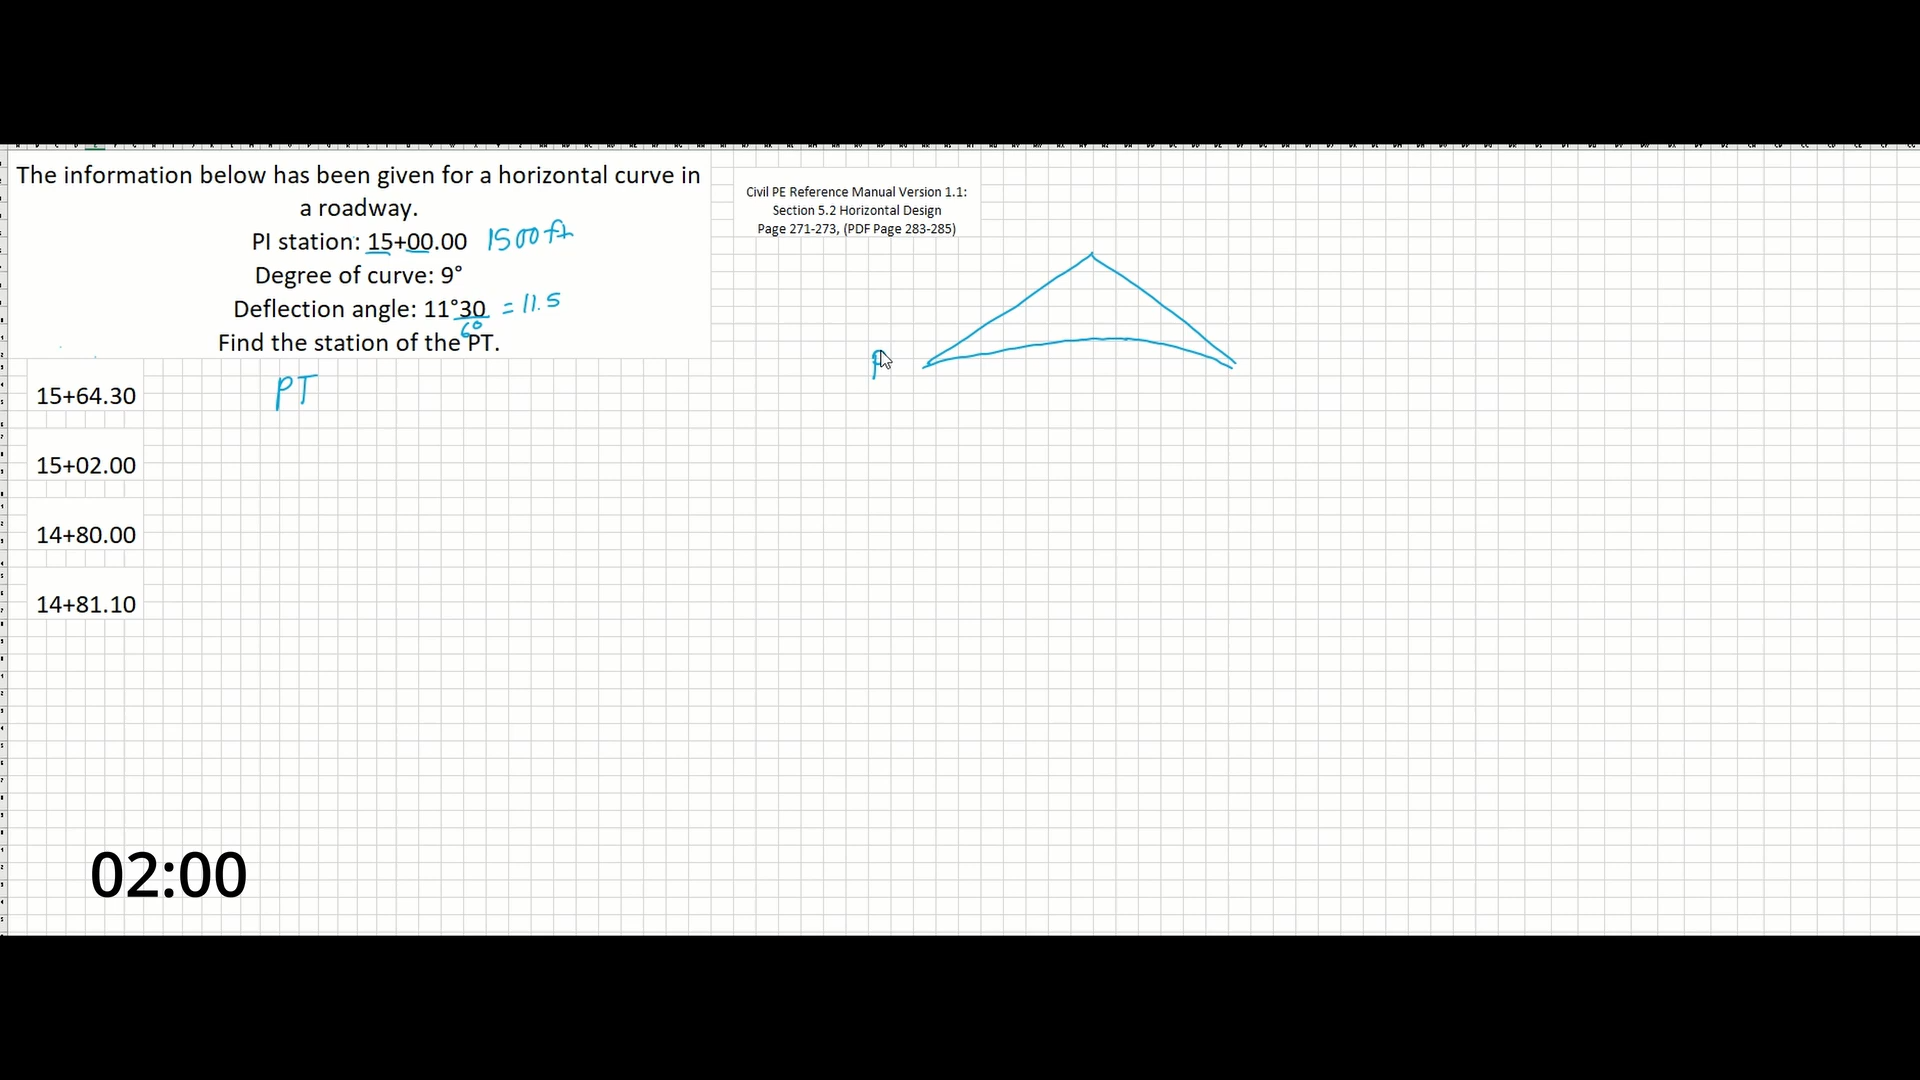 The information below has been given for a horizontal curve in
a roadway.
PI station: 15+00.00 1500 ft
Degree of curve: 9°
Deflection angle: 11°30 = 11.5
60
Find the station of the PT.
PT
15+64.30
15+02.00
14+80.00
14+81.10
02:00
Civil PE Reference Manual Version 1.1:
Section 5.2 Horizontal Design
Page 271-273, (PDF Page 283-285)
P